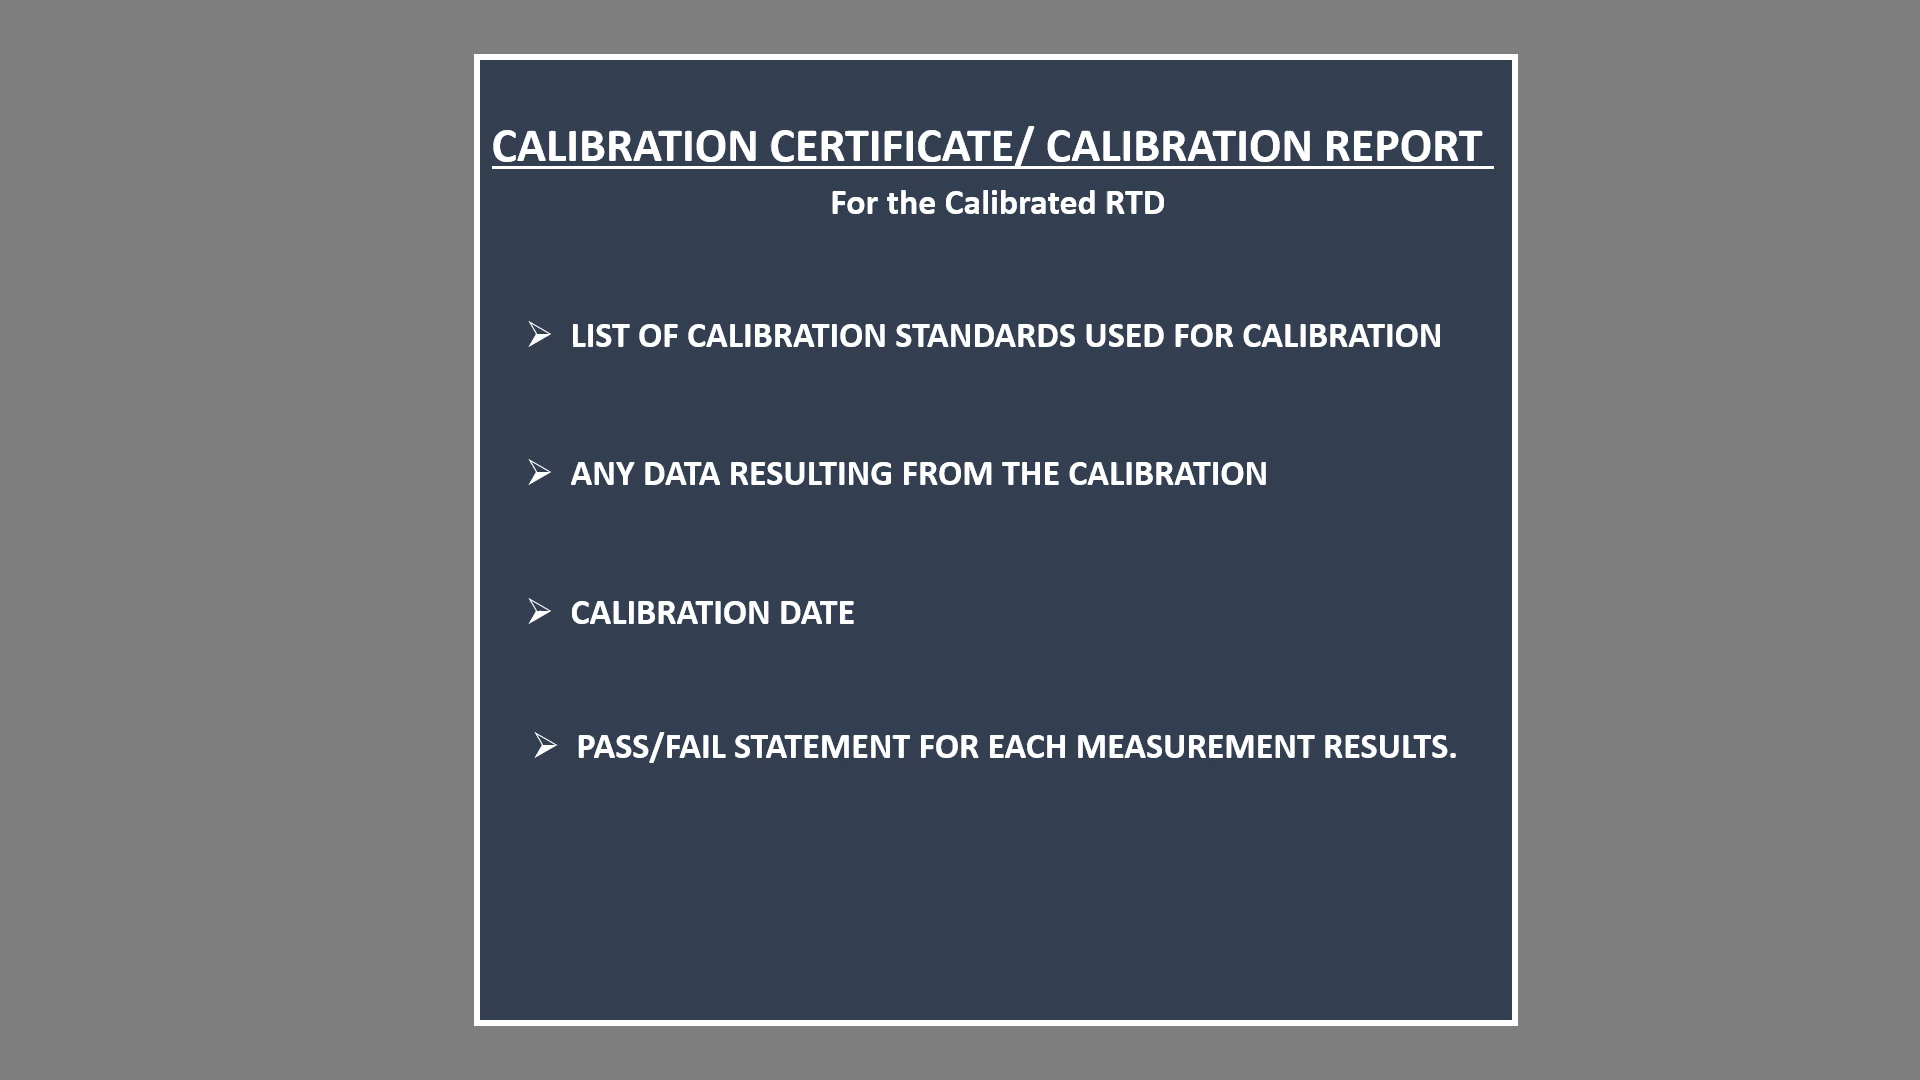 CALIBRATION CERTIFICATE/ CALIBRATION REPORT
For the Calibrated RTD
➢ LIST OF CALIBRATION STANDARDS USED FOR CALIBRATION
➢ ANY DATA RESULTING FROM THE CALIBRATION
➢ CALIBRATION DATE
➢ PASS/FAIL STATEMENT FOR EACH MEASUREMENT RESULTS.